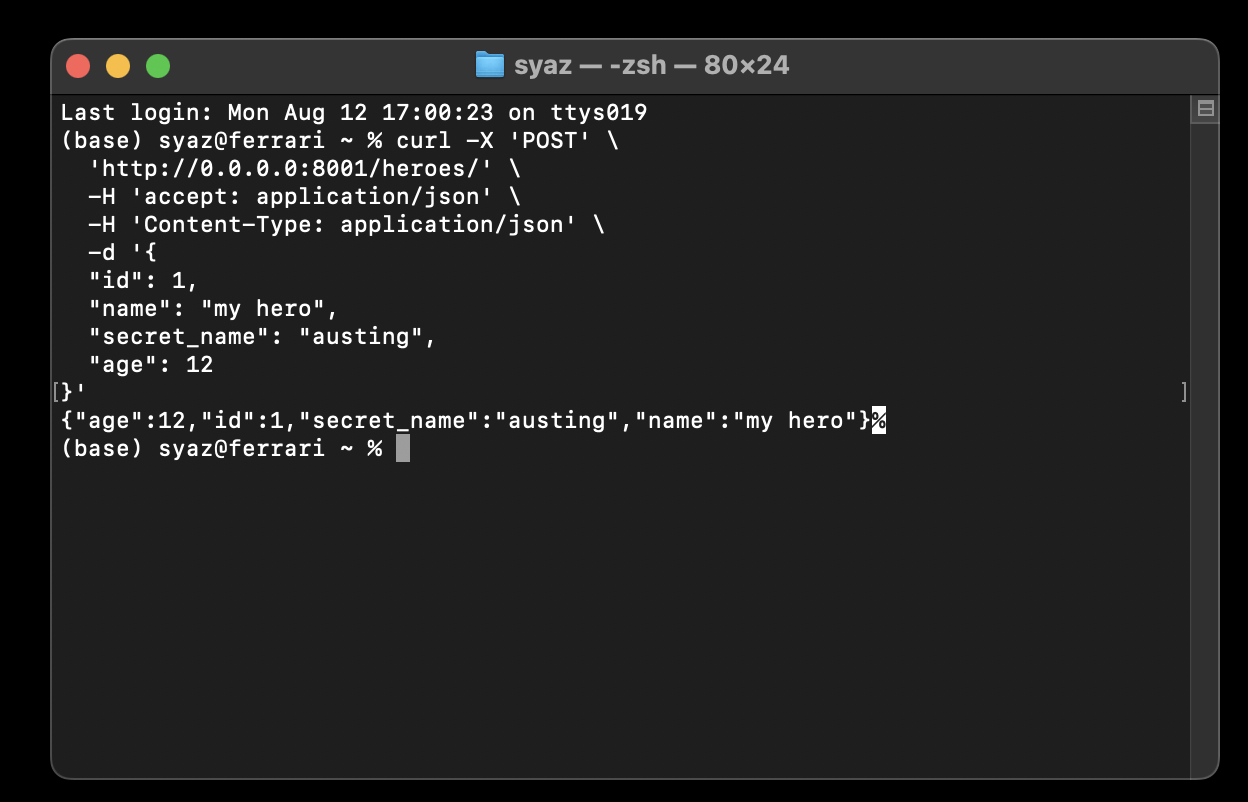 syaz — -zsh — 80×24
Last login: Mon Aug 12 17:00:23 on ttys019
(base) syaz@ferrari ~ % curl -X 'POST' \
  'http://0.0.0.0:8001/heroes/' \
  -H 'accept: application/json' \
  -H 'Content-Type: application/json' \
  -d '{
  "id": 1,
  "name": "my hero",
  "secret_name": "austing",
  "age": 12
[}' ]
{"age":12,"id":1,"secret_name":"austing","name":"my hero"}%
(base) syaz@ferrari ~ %